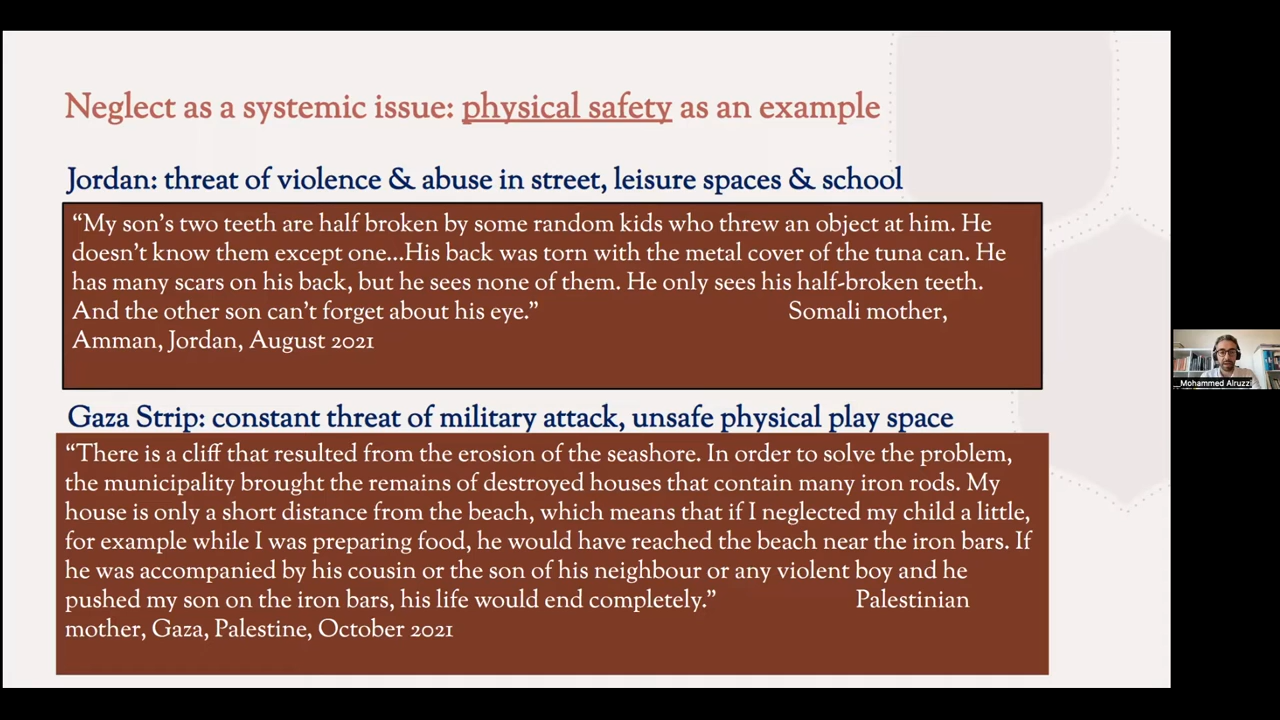 Neglect as a systemic issue: physical safety as an example
Jordan: threat of violence & abuse in street, leisure spaces & school
“My son’s two teeth are half broken by some random kids who threw an object at him. He
doesn’t know them except one...His back was torn with the metal cover of the tuna can. He
has many scars on his back, but he sees none of them. He only sees his half-broken teeth.
And the other son can’t forget about his eye.” Somali mother,
Amman, Jordan, August 2021
Gaza Strip: constant threat of military attack, unsafe physical play space
“There is a cliff that resulted from the erosion of the seashore. In order to solve the problem,
the municipality brought the remains of destroyed houses that contain many iron rods. My
house is only a short distance from the beach, which means that if I neglected my child a little,
for example while I was preparing food, he would have reached the beach near the iron bars. If
he was accompanied by his cousin or the son of his neighbour or any violent boy and he
pushed my son on the iron bars, his life would end completely.” Palestinian
mother, Gaza, Palestine, October 2021
__Mohammed Alruzzi